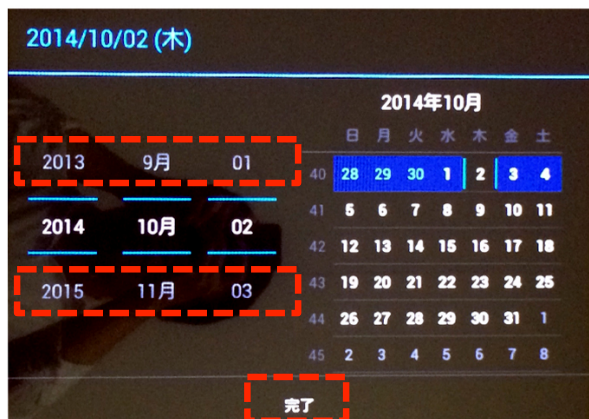 2014/10/02 (木)
2014年10月
日 月 火 水 木 金 土
2013 9月 01
40 28 29 30 1 2 3 4
41 5 6 7 8 9 10 11
2014 10月 02
42 12 13 14 15 16 17 18
43 19 20 21 22 23 24 25
2015 11月 03
44 26 27 28 29 30 31 1
45 2 3 4 5 6 7 8
完了